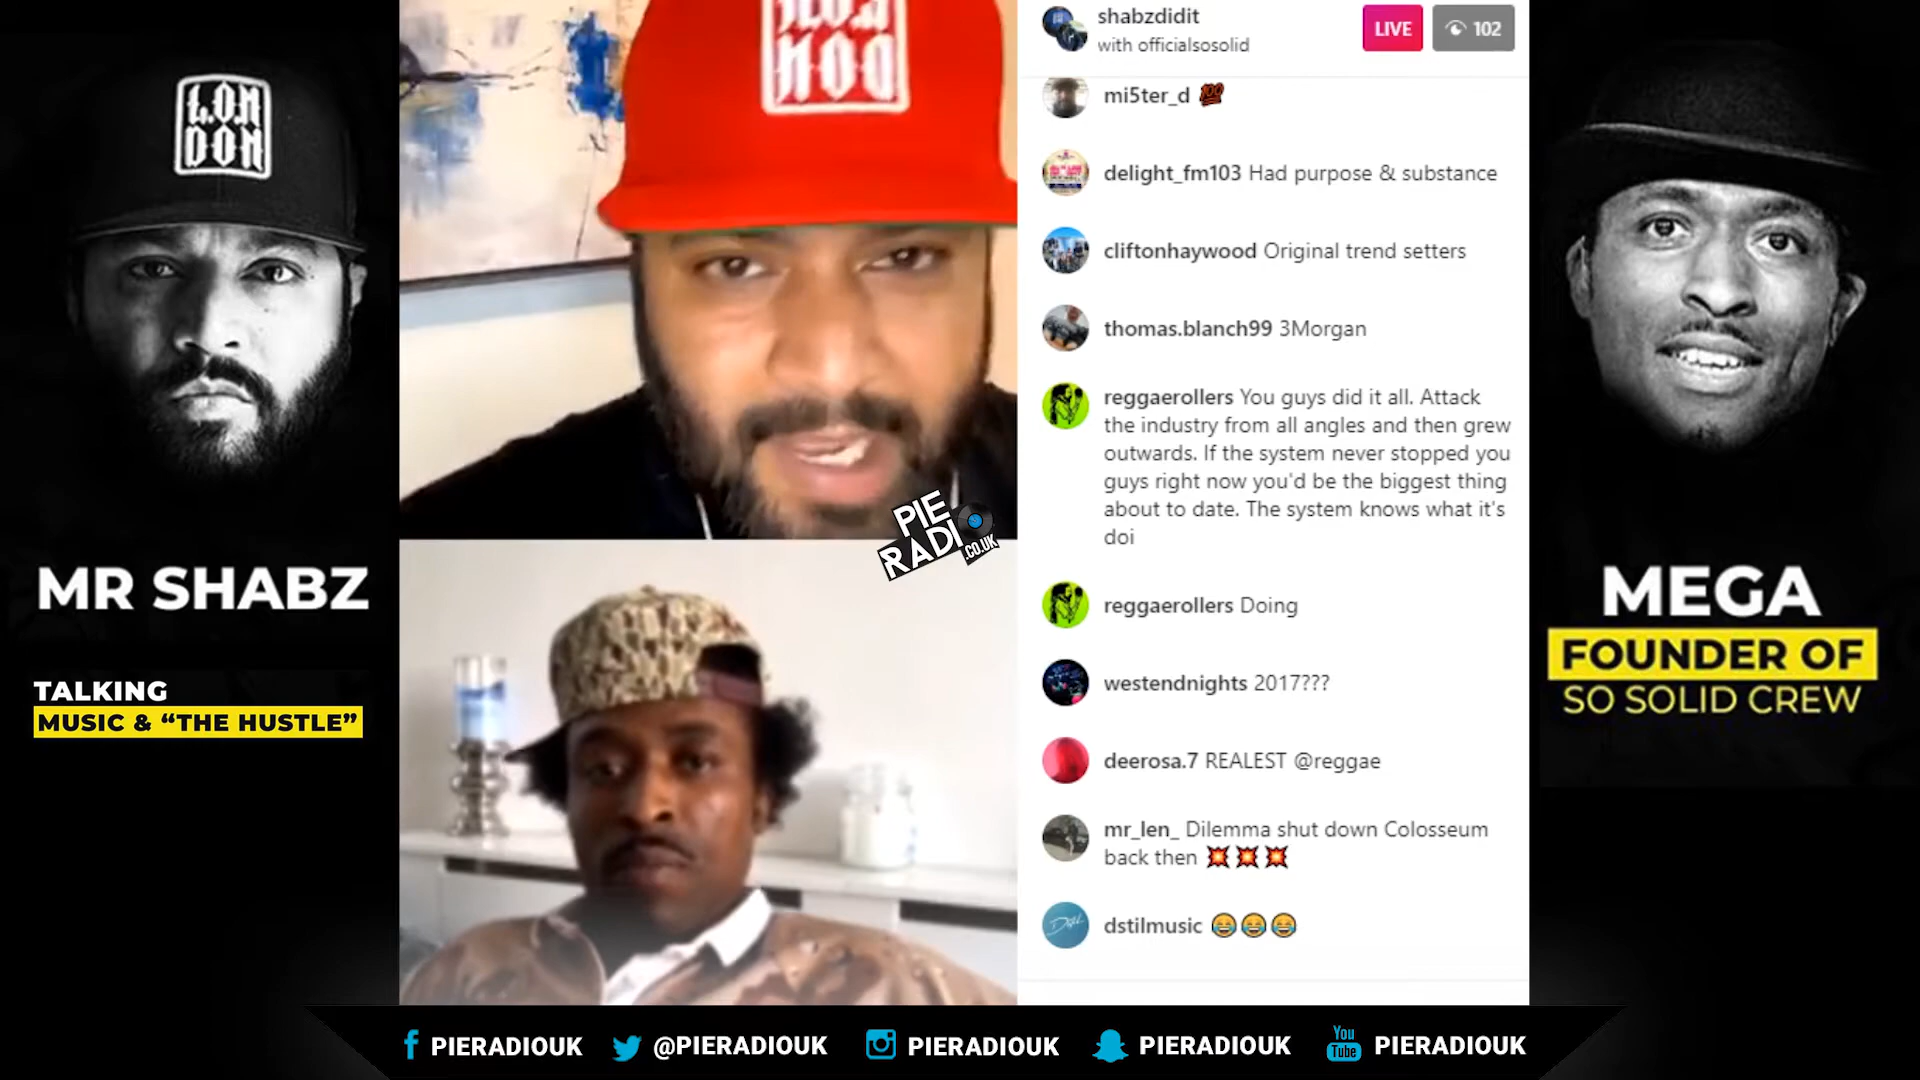 LON
DON
MR SHABZ
TALKING
MUSIC & “THE HUSTLE”
LON
DON
PIE
RADIO
.CO.UK
shabzdidit
with officialsosolid
LIVE
102
mi5ter_d 💯
delight_fm103 Had purpose & substance
cliftonhaywood Original trend setters
thomas.blanch99 3Morgan
reggaerollers You guys did it all. Attack
the industry from all angles and then grew
outwards. If the system never stopped you
guys right now you'd be the biggest thing
about to date. The system knows what it's
doi
reggaerollers Doing
westendnights 2017???
deerosa.7 REALEST @reggae
mr_len_ Dilemma shut down Colosseum
back then 💥💥💥
dstilmusic 😂😂😂
MEGA
FOUNDER OF
SO SOLID CREW
PIERADIOUK
@PIERADIOUK
PIERADIOUK
PIERADIOUK
You
Tube
PIERADIOUK